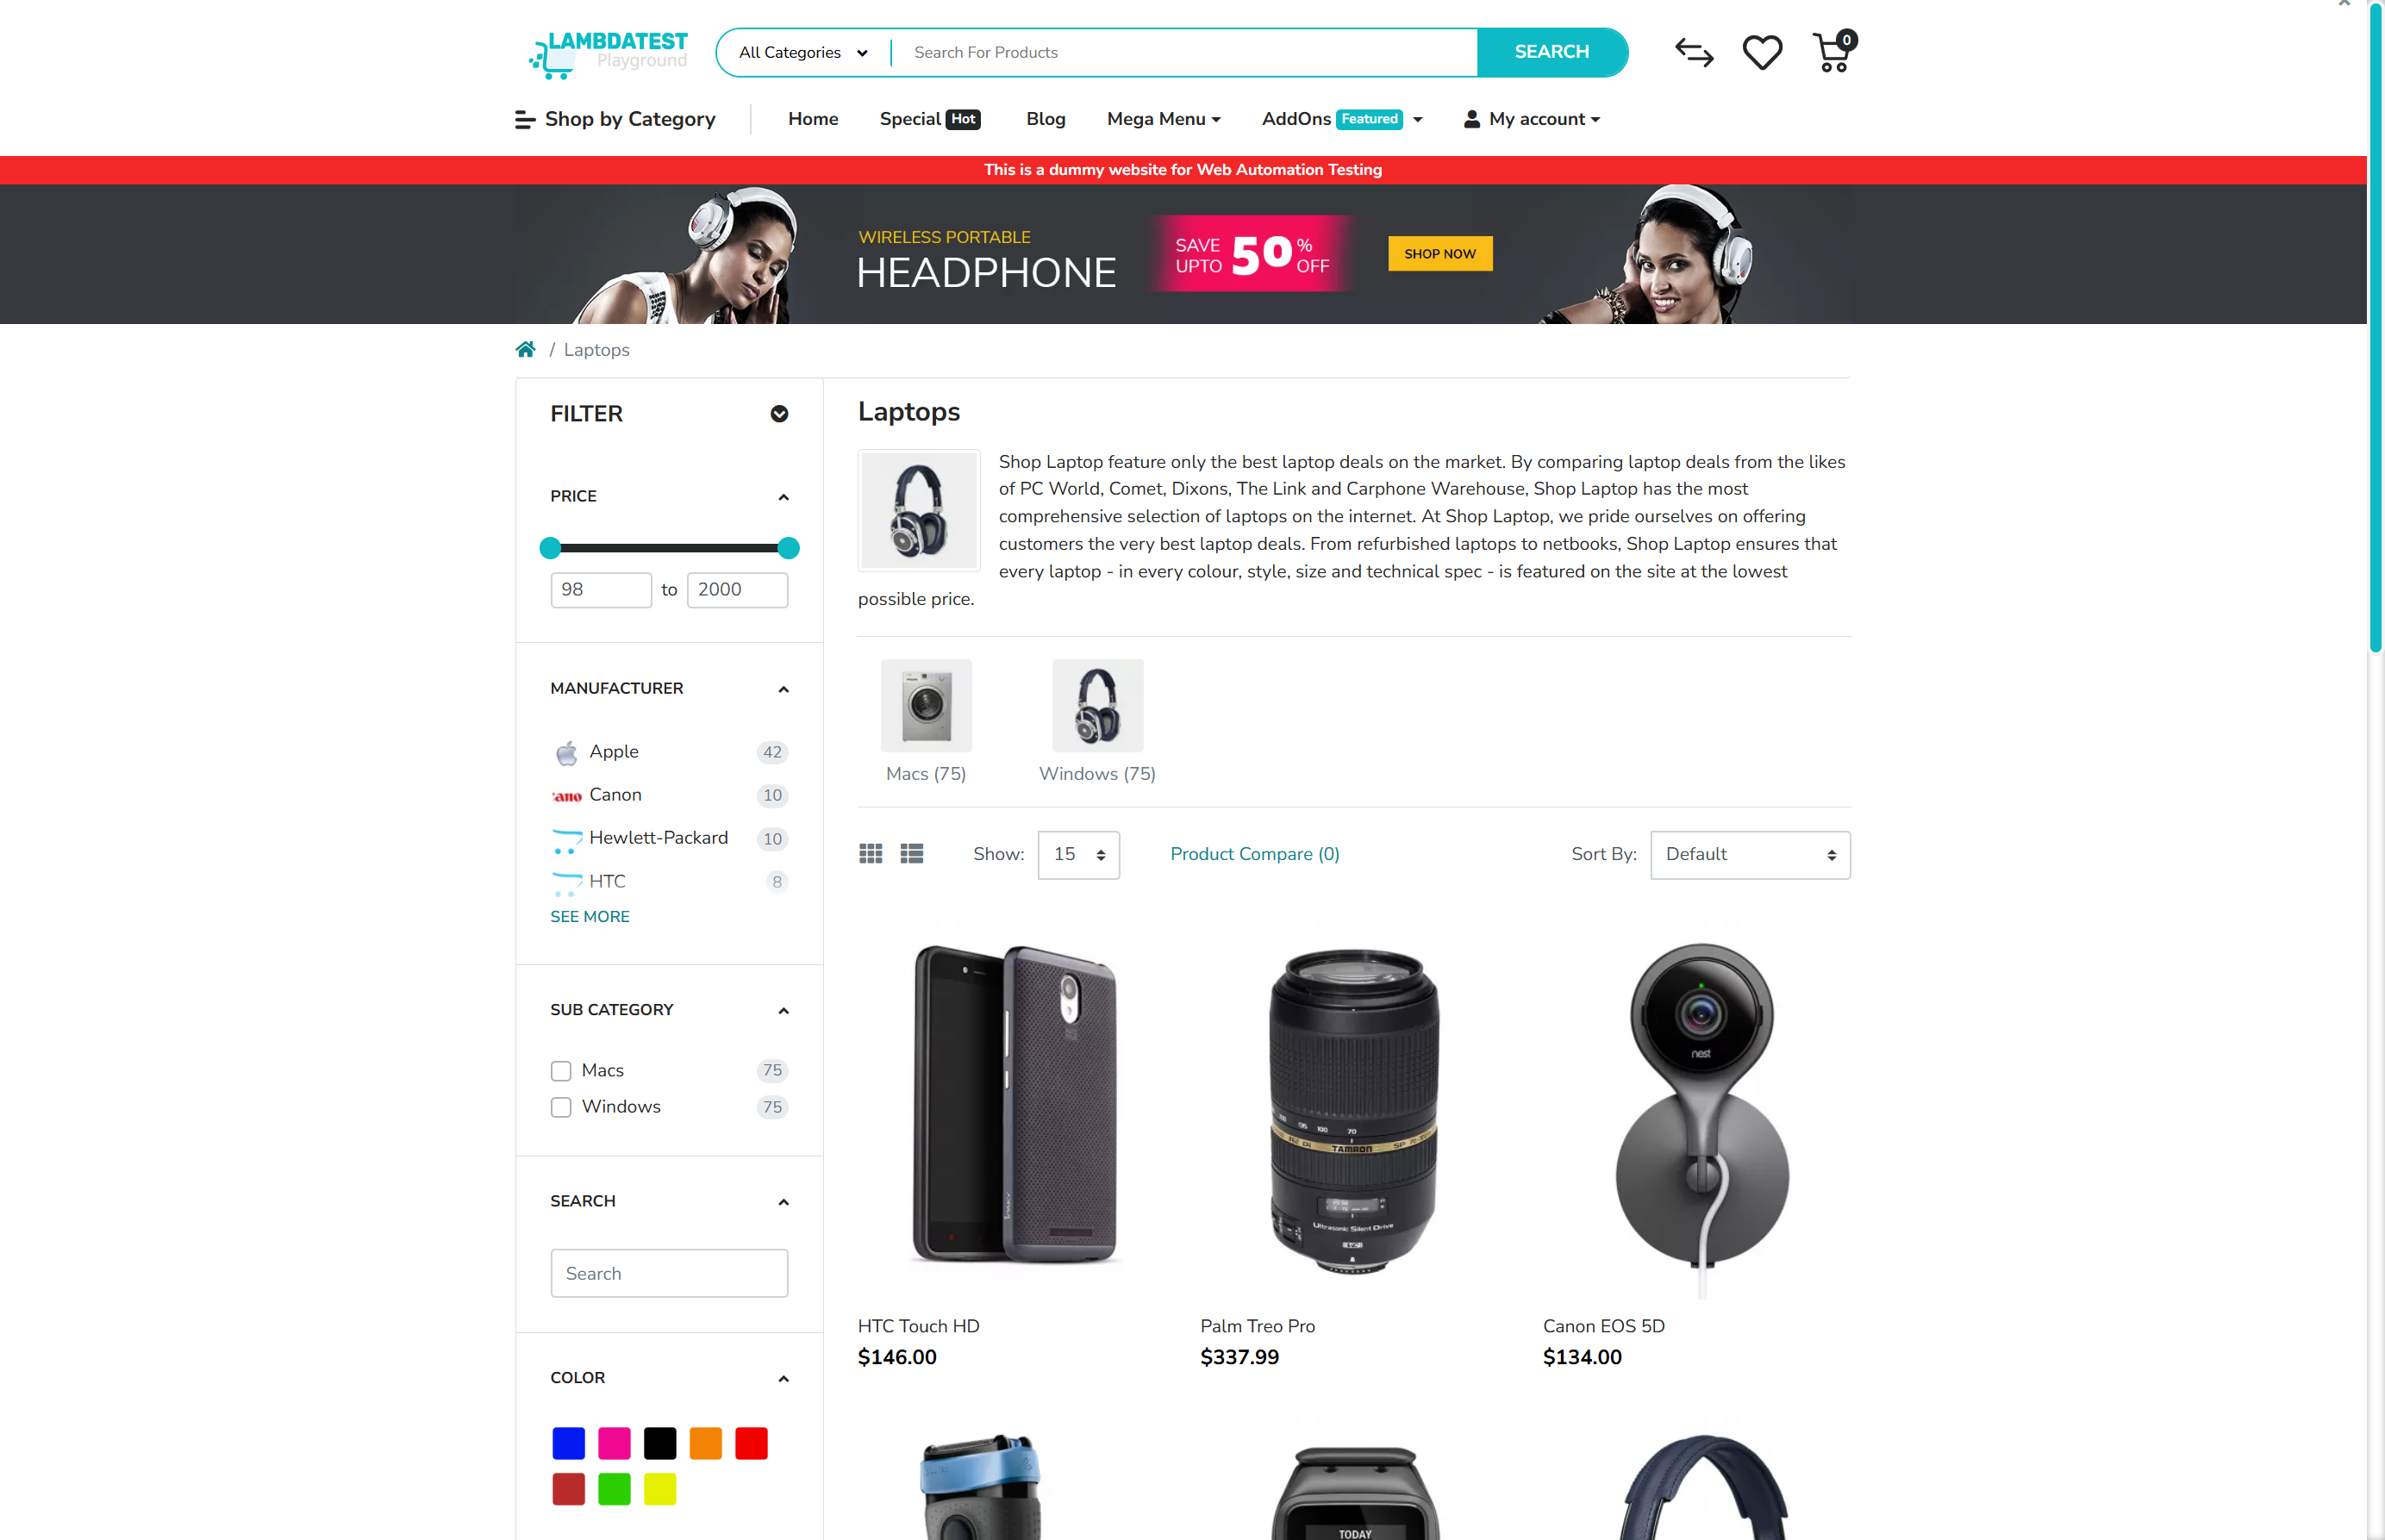 LAMBDATEST
Playground
All Categories
Search For Products
SEARCH
0
Shop by Category
Home
Special Hot
Blog
Mega Menu
AddOns Featured
My account
This is a dummy website for Web Automation Testing
WIRELESS PORTABLE
HEADPHONE
SAVE UPTO 50% OFF
SHOP NOW
/ Laptops
FILTER
PRICE
98 to 2000
MANUFACTURER
Apple 42
Canon 10
Hewlett-Packard 10
HTC 8
SEE MORE
SUB CATEGORY
Macs 75
Windows 75
SEARCH
Search
COLOR
Laptops
Shop Laptop feature only the best laptop deals on the market. By comparing laptop deals from the likes
of PC World, Comet, Dixons, The Link and Carphone Warehouse, Shop Laptop has the most
comprehensive selection of laptops on the internet. At Shop Laptop, we pride ourselves on offering
customers the very best laptop deals. From refurbished laptops to netbooks, Shop Laptop ensures that
every laptop - in every colour, style, size and technical spec - is featured on the site at the lowest
possible price.
Macs (75)
Windows (75)
Show: 15
Product Compare (0)
Sort By: Default
135 100 70
TAMRON
Ultrasonic Silent Drive
nest
HTC Touch HD
$146.00
Palm Treo Pro
$337.99
Canon EOS 5D
$134.00
TODAY